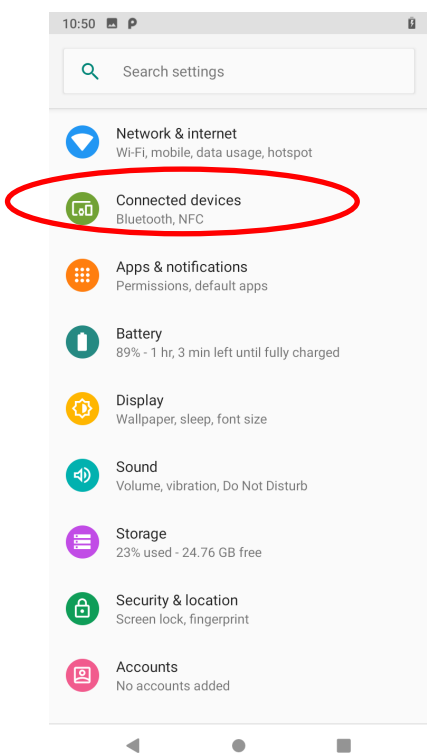 10:50
Search settings
Network & internet
Wi-Fi, mobile, data usage, hotspot
Connected devices
Bluetooth, NFC
Apps & notifications
Permissions, default apps
Battery
89% - 1 hr, 3 min left until fully charged
Display
Wallpaper, sleep, font size
Sound
Volume, vibration, Do Not Disturb
Storage
23% used - 24.76 GB free
Security & location
Screen lock, fingerprint
Accounts
No accounts added